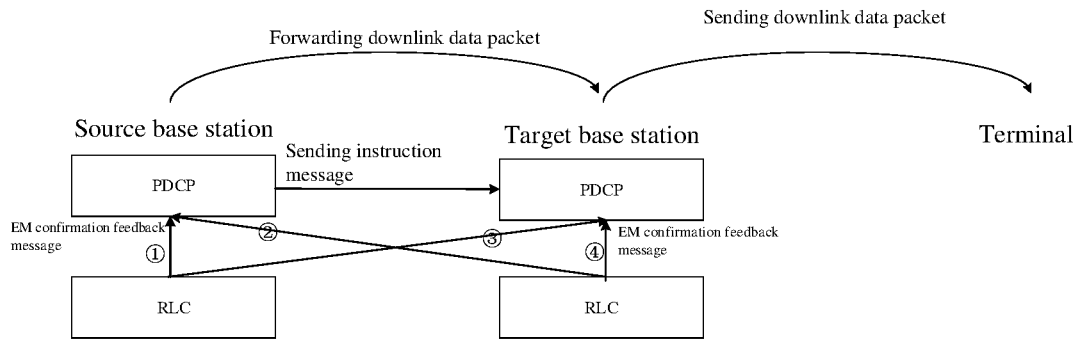 Sending downlink data packet
Forwarding downlink data packet
Source base station
Target base station
Terminal
Sending instruction
message
PDCP
PDCP
EM confirmation feedback
message
①
②
③
④
EM confirmation feedback
message
RLC
RLC